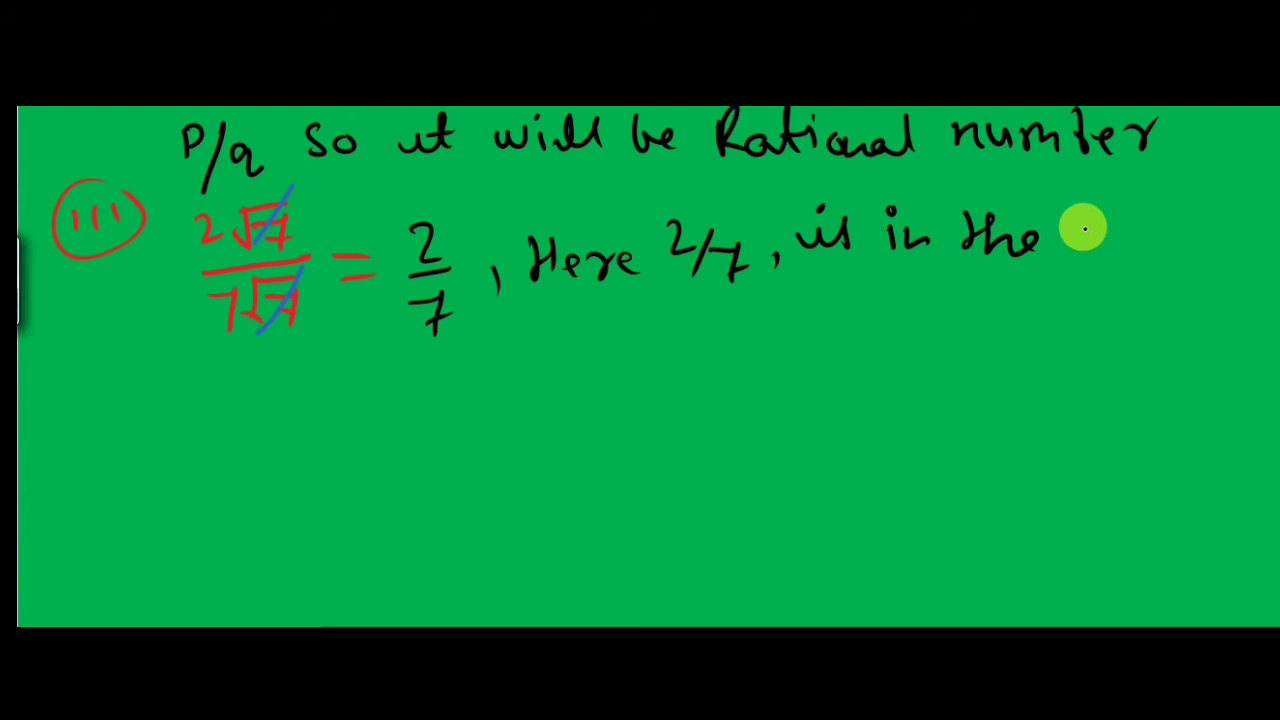 P/q so it will be Rational number
(iii) 2√7/7√7 = 2/7, Here 2/7, is in the